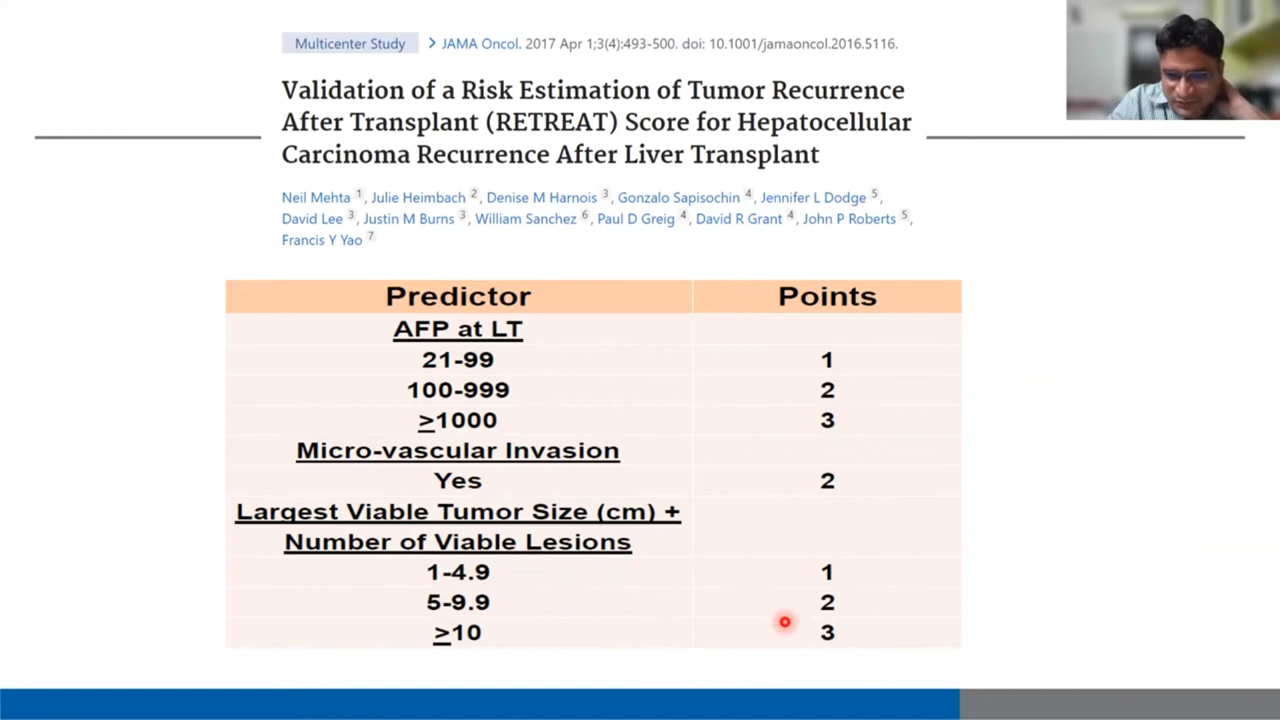 Multicenter Study > JAMA Oncol. 2017 Apr 1;3(4):493-500. doi: 10.1001/jamaoncol.2016.5116.
Validation of a Risk Estimation of Tumor Recurrence
After Transplant (RETREAT) Score for Hepatocellular
Carcinoma Recurrence After Liver Transplant
Neil Mehta 1, Julie Heimbach 2, Denise M Harnois 3, Gonzalo Sapisochin 4, Jennifer L Dodge 5,
David Lee 3, Justin M Burns 3, William Sanchez 6, Paul D Greig 4, David R Grant 4, John P Roberts 5,
Francis Y Yao 7
Predictor Points
AFP at LT
21-99 1
100-999 2
≥1000 3
Micro-vascular Invasion
Yes 2
Largest Viable Tumor Size (cm) +
Number of Viable Lesions
1-4.9 1
5-9.9 2
≥10 3